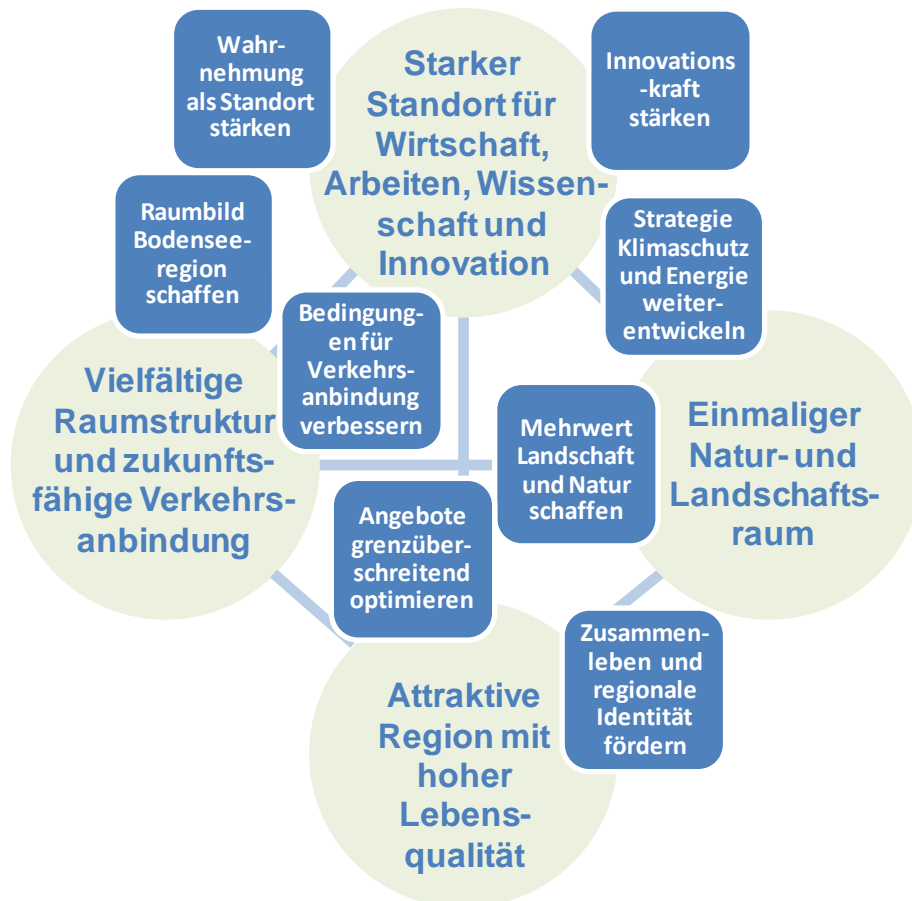 Wahr-
nehmung
als Standort
stärken
Starker
Standort für
Wirtschaft,
Arbeiten, Wissen-
schaft und
Innovation
Innovations
-kraft
stärken
Raumbild
Bodensee-
region
schaffen
Strategie
Klimaschutz
und Energie
weiter-
entwickeln
Bedingung-
en für
Verkehrs-
anbindung
verbessern
Vielfältige
Raumstruktur
und zukunfts-
fähige Verkehrs-
anbindung
Mehrwert
Landschaft
und Natur
schaffen
Einmaliger
Natur- und
Landschafts-
raum
Angebote
grenzüber-
schreitend
optimieren
Zusammen-
leben und
regionale
Identität
fördern
Attraktive
Region mit
hoher
Lebens-
qualität